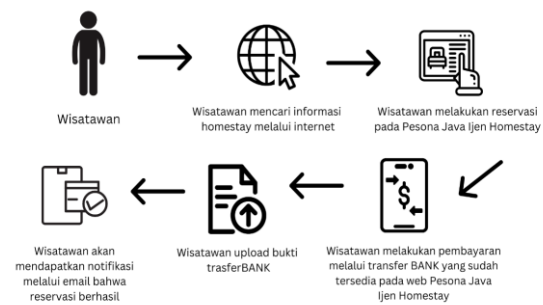 Wisatawan
Wisatawan mencari informasi
homestay melalui internet
Wisatawan melakukan reservasi
pada Pesona Java Ijen Homestay
Wisatawan akan
mendapatkan notifikasi
melalui email bahwa
reservasi berhasil
Wisatawan upload bukti
trasferBANK
Wisatawan melakukan pembayaran
melalui transfer BANK yang sudah
tersedia pada web Pesona Java
Ijen Homestay